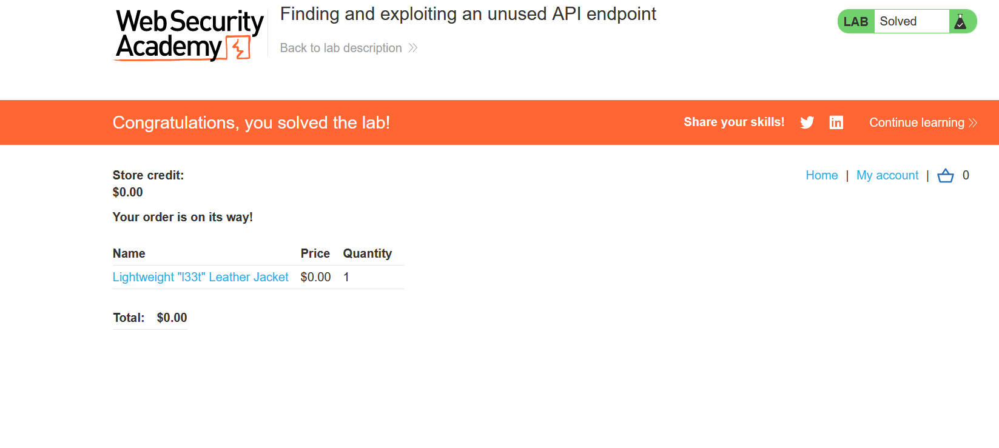 Web Security
Academy
Finding and exploiting an unused API endpoint
Back to lab description
LAB Solved
Congratulations, you solved the lab!
Share your skills!
in
Continue learning
Store credit:
$0.00
Home | My account | 0
Your order is on its way!
Name Price Quantity
Lightweight "l33t" Leather Jacket $0.00 1
Total: $0.00